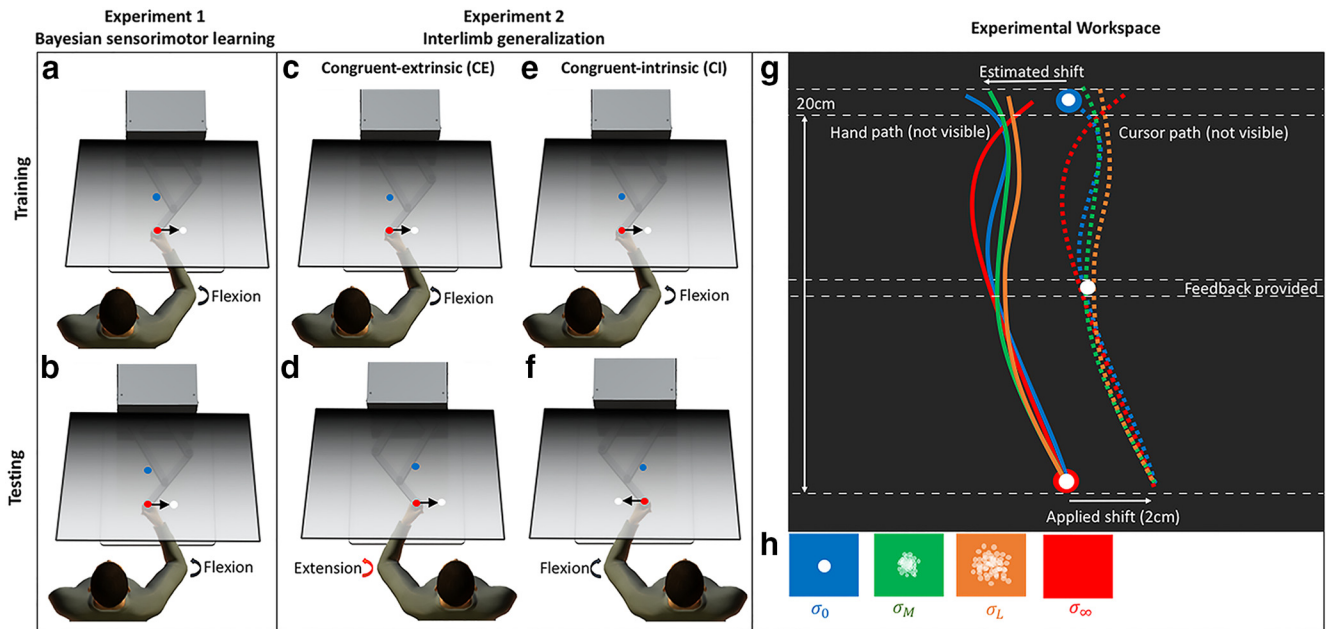 Experiment 1
Bayesian sensorimotor learning
Experiment 2
Interlimb generalization
Experimental Workspace
Training
Testing
a
Flexion
b
Flexion
c
Congruent-extrinsic (CE)
Flexion
d
Extension
e
Congruent-intrinsic (CI)
Flexion
f
Flexion
g
Estimated shift
20cm
Hand path (not visible)
Cursor path (not visible)
Feedback provided
Applied shift (2cm)
h
σ0
σM
σL
σ∞